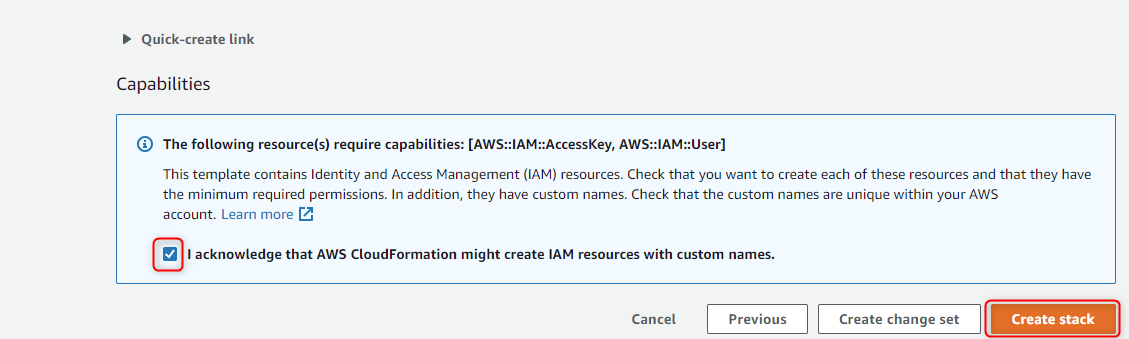 Quick-create link
Capabilities
The following resource(s) require capabilities: [AWS::IAM::AccessKey, AWS::IAM::User]
This template contains Identity and Access Management (IAM) resources. Check that you want to create each of these resources and that they have
the minimum required permissions. In addition, they have custom names. Check that the custom names are unique within your AWS
account. Learn more
I acknowledge that AWS CloudFormation might create IAM resources with custom names.
Cancel Previous Create change set Create stack